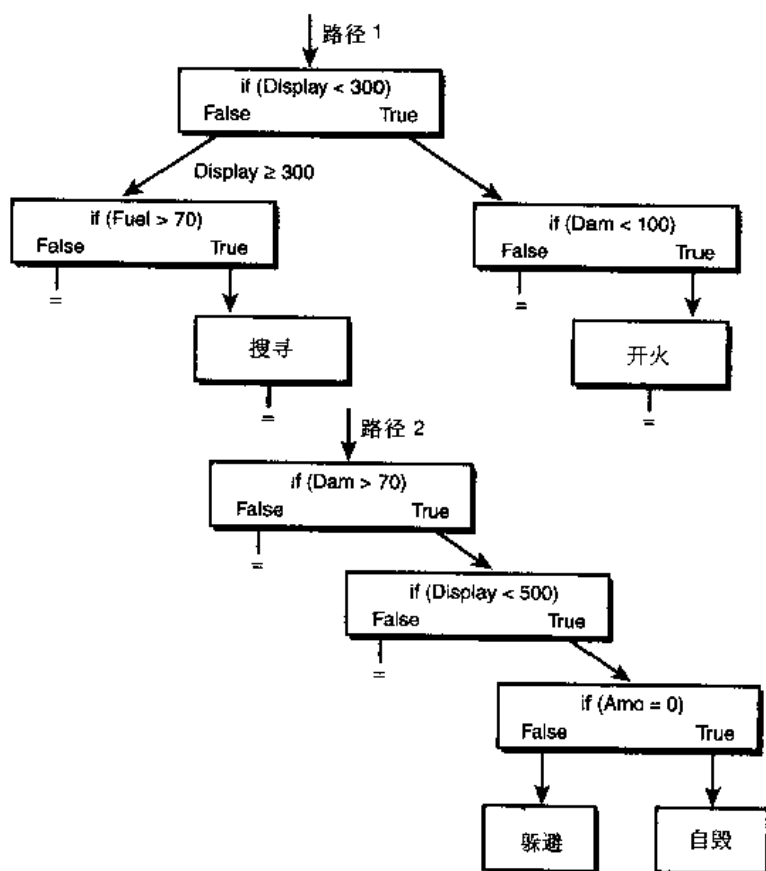 路径 1
if (Display < 300)
False True
Display ≥ 300
if (Fuel > 70)
False True
if (Dam < 100)
False True
搜寻
开火
路径 2
if (Dam > 70)
False True
if (Display < 500)
False True
if (Amo = 0)
False True
躲避
自毁